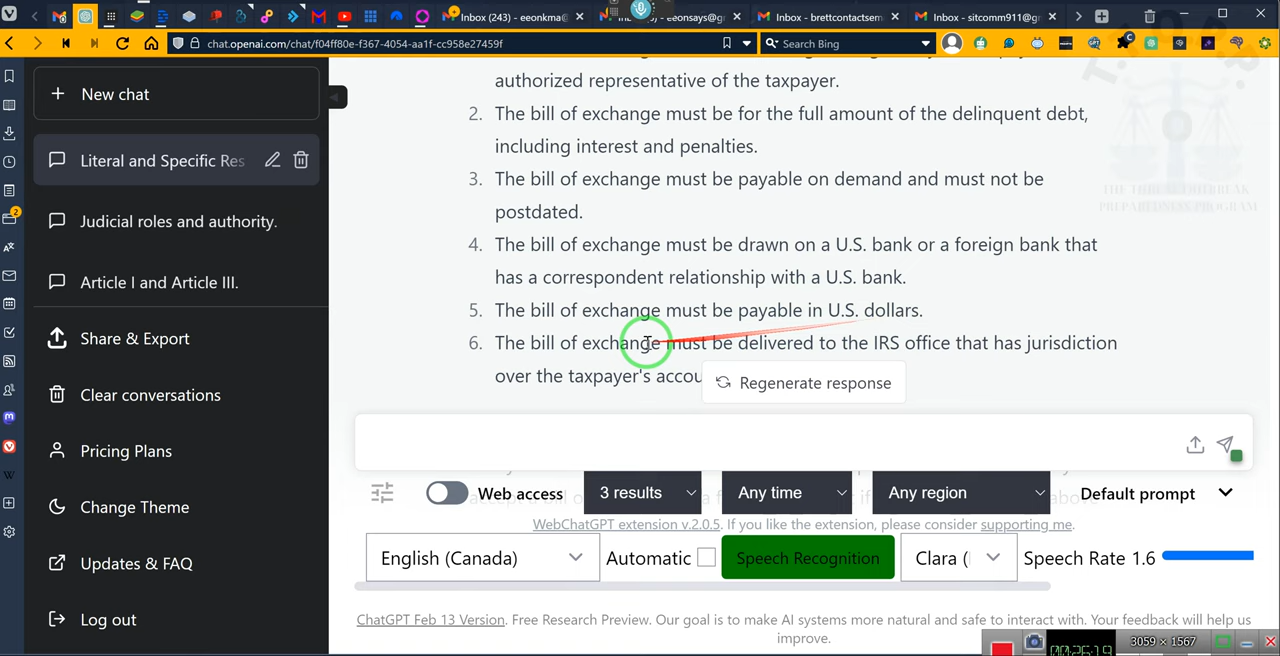 Inbox (243) - eeonkma@
eeonsays@g
Inbox - brettcontactsem
Inbox - sitcomm911@g
chat.openai.com/chat/f04ff80e-f367-4054-aa1f-cc958e27459f
Search Bing
New chat
Literal and Specific Res
Judicial roles and authority.
Article I and Article III.
Share & Export
Clear conversations
Pricing Plans
Change Theme
Updates & FAQ
Log out
authorized representative of the taxpayer.
2. The bill of exchange must be for the full amount of the delinquent debt,
including interest and penalties.
3. The bill of exchange must be payable on demand and must not be
postdated.
4. The bill of exchange must be drawn on a U.S. bank or a foreign bank that
has a correspondent relationship with a U.S. bank.
5. The bill of exchange must be payable in U.S. dollars.
6. The bill of exchange must be delivered to the IRS office that has jurisdiction
over the taxpayer's accou
Regenerate response
Web access
3 results
Any time
Any region
Default prompt
WebChatGPT extension v.2.0.5. If you like the extension, please consider supporting me.
English (Canada)
Automatic
Speech Recognition
Clara (
Speech Rate 1.6
ChatGPT Feb 13 Version. Free Research Preview. Our goal is to make AI systems more natural and safe to interact with. Your feedback will help us
improve.
00:26:19
3059 × 1567
PREPAREDNESS PROGRAM